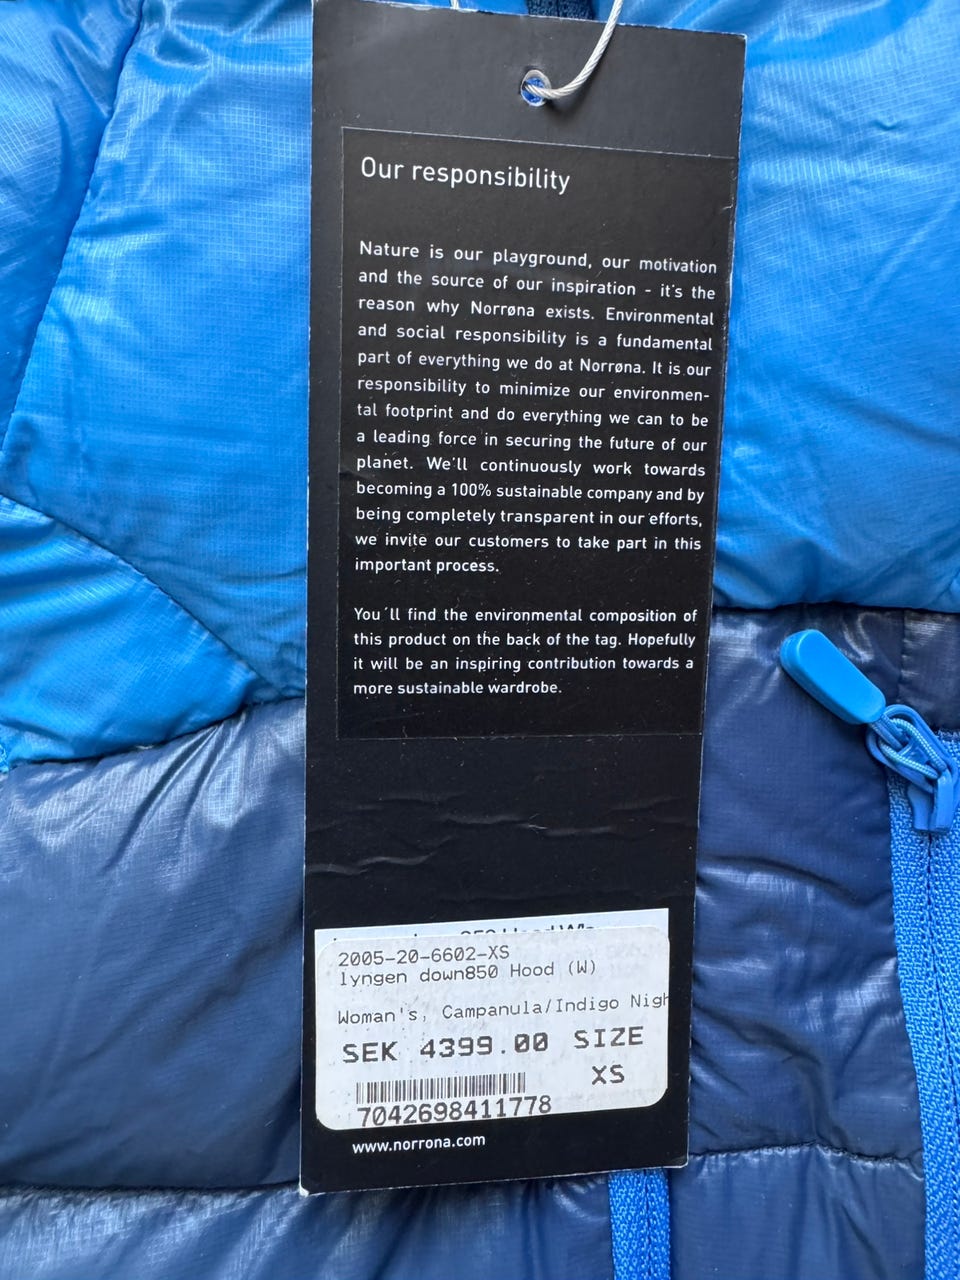 Our responsibility
Nature is our playground, our motivation
and the source of our inspiration - it's the
reason why Norrøna exists. Environmental
and social responsibility is a fundamental
part of everything we do at Norrøna. It is our
responsibility to minimize our environmen-
tal footprint and do everything we can to be
a leading force in securing the future of our
planet. We'll continuously work towards
becoming a 100% sustainable company and by
being completely transparent in our efforts,
we invite our customers to take part in this
important process.
You´ll find the environmental composition of
this product on the back of the tag. Hopefully
it will be an inspiring contribution towards a
more sustainable wardrobe.
2005-20-6602-XS
lyngen down850 Hood (W)
Woman's, Campanula/Indigo Nigh
SEK 4399.00 SIZE
XS
7042698411778
www.norrona.com